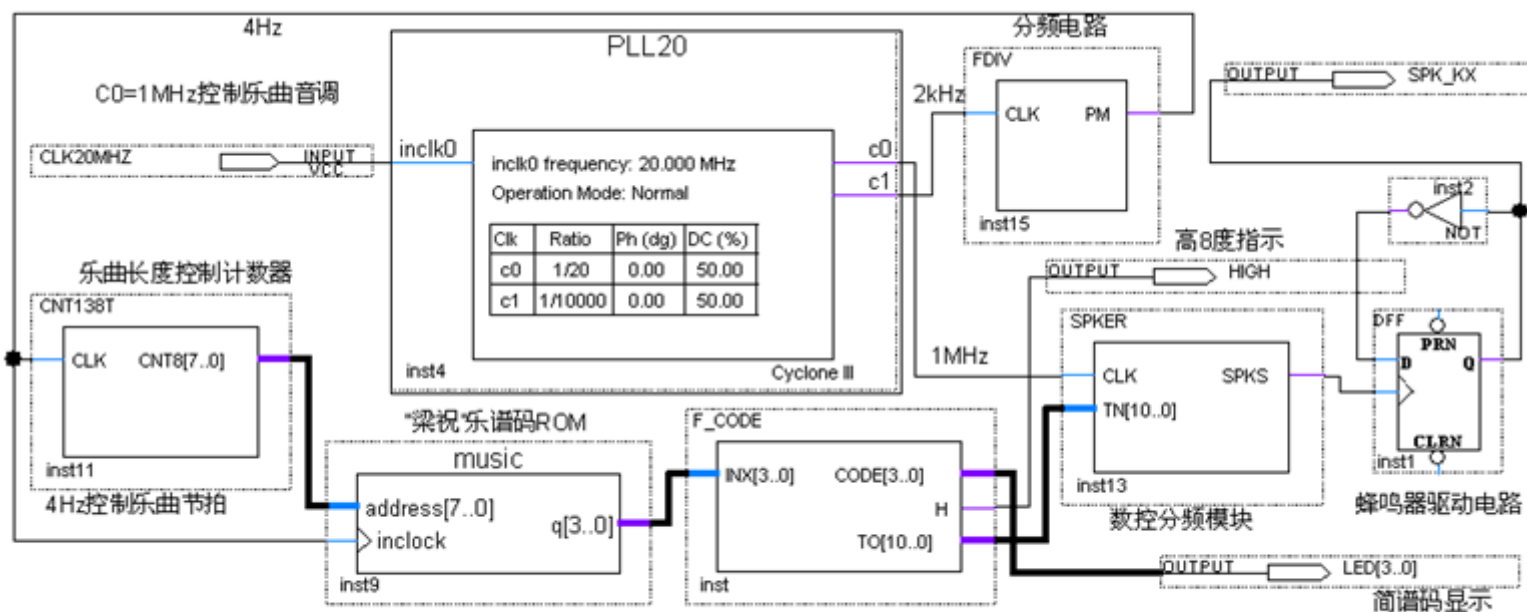 4Hz
PLL20
分频电路
FDIV
OUTPUT
SPK_KX
C0=1MHz控制乐曲音调
2kHz
CLK
PM
CLK20MHZ
INPUT
VCC
inclk0
inclk0 frequency: 20.000 MHz
Operation Mode: Normal
c0
c1
Clk Ratio Ph (dg) DC (%)
c0 1/20 0.00 50.00
c1 1/10000 0.00 50.00
inst15
inst2
NOT
高8度指示
OUTPUT
HIGH
乐曲长度控制计数器
CNT138T
CLK
CNT8[7..0]
inst11
4Hz控制乐曲节拍
inst4
Cyclone III
1MHz
SPKER
CLK
SPKS
TN[10..0]
inst13
数控分频模块
DFF
PRN
D
Q
CLRN
inst1
蜂鸣器驱动电路
"梁祝"乐谱码ROM
music
address[7..0]
q[3..0]
inclock
inst9
F_CODE
INX[3..0]
CODE[3..0]
H
TO[10..0]
inst
OUTPUT
LED[3..0]
简谱码显示